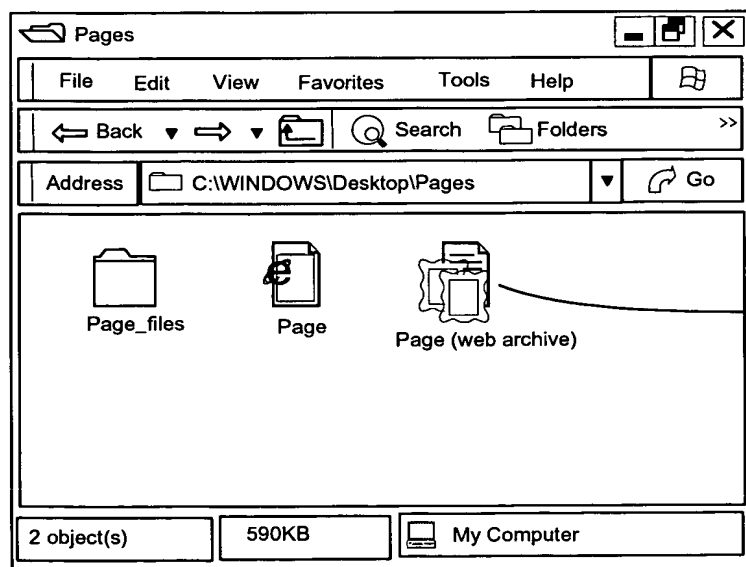 Pages
File Edit View Favorites Tools Help
Back Search Folders >>
Address C:\WINDOWS\Desktop\Pages Go
Page_files Page Page (web archive)
2 object(s) 590KB My Computer